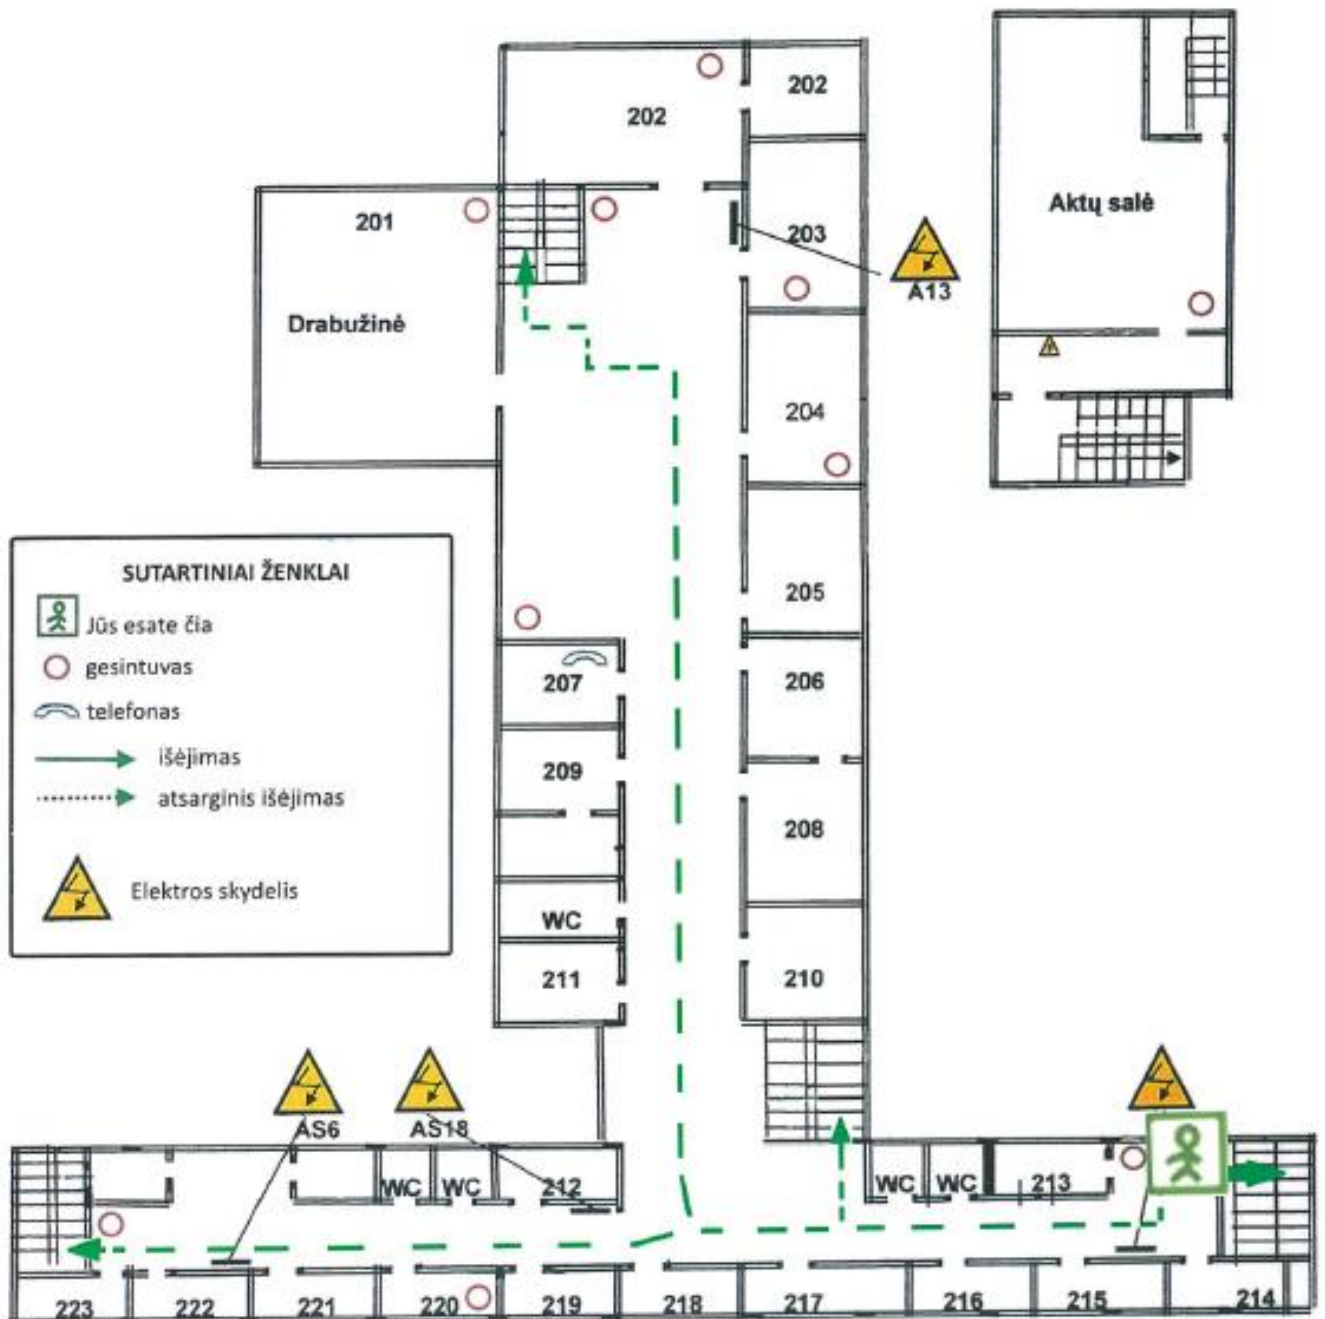 202
202
201
203
Aktų salė
A13
Drabužinė
204
SUTARTINIAI ŽENKLAI
Jūs esate čia
gesintuvas
telefonas
išėjimas
atsarginis išėjimas
Elektros skydelis
205
207
206
209
208
WC
211
210
AS6
AS18
WC
WC
212
WC
WC
213
223
222
221
220
219
218
217
216
215
214